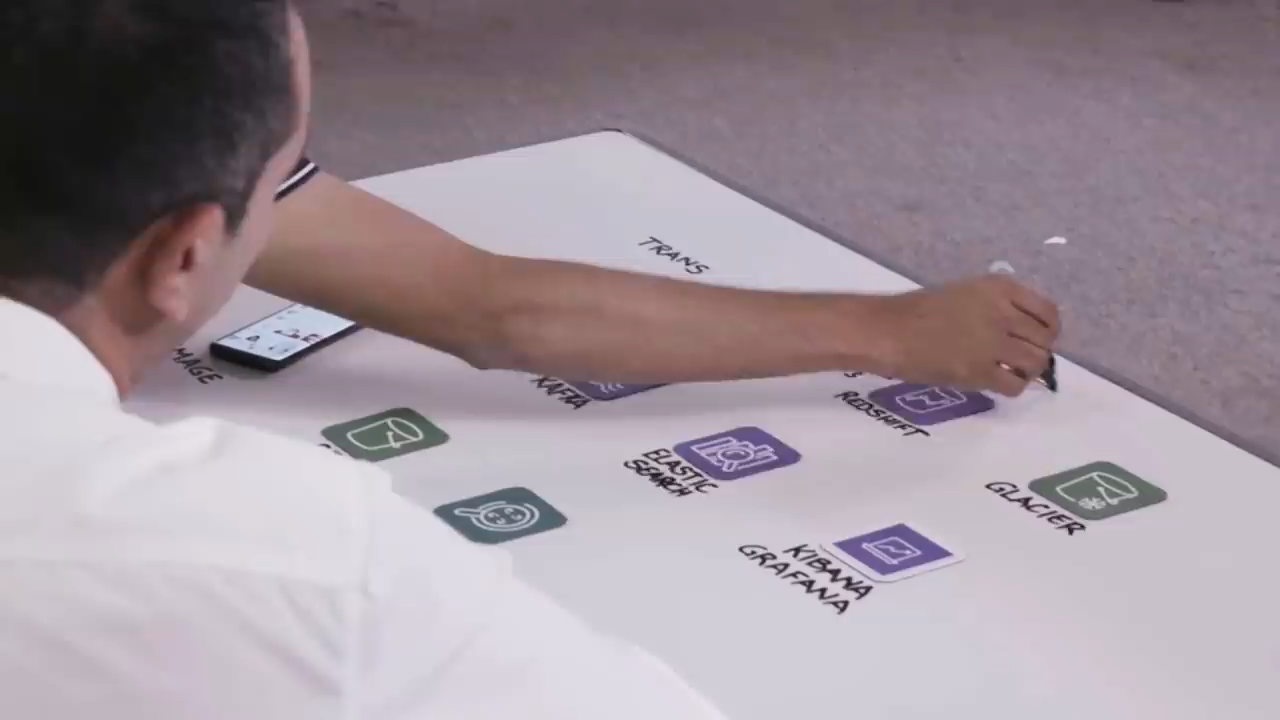 TRANS
MAGE
KAFKA
REDSHIFT
ELASTIC
SEARCH
GLACIER
KIBANA
GRAFANA